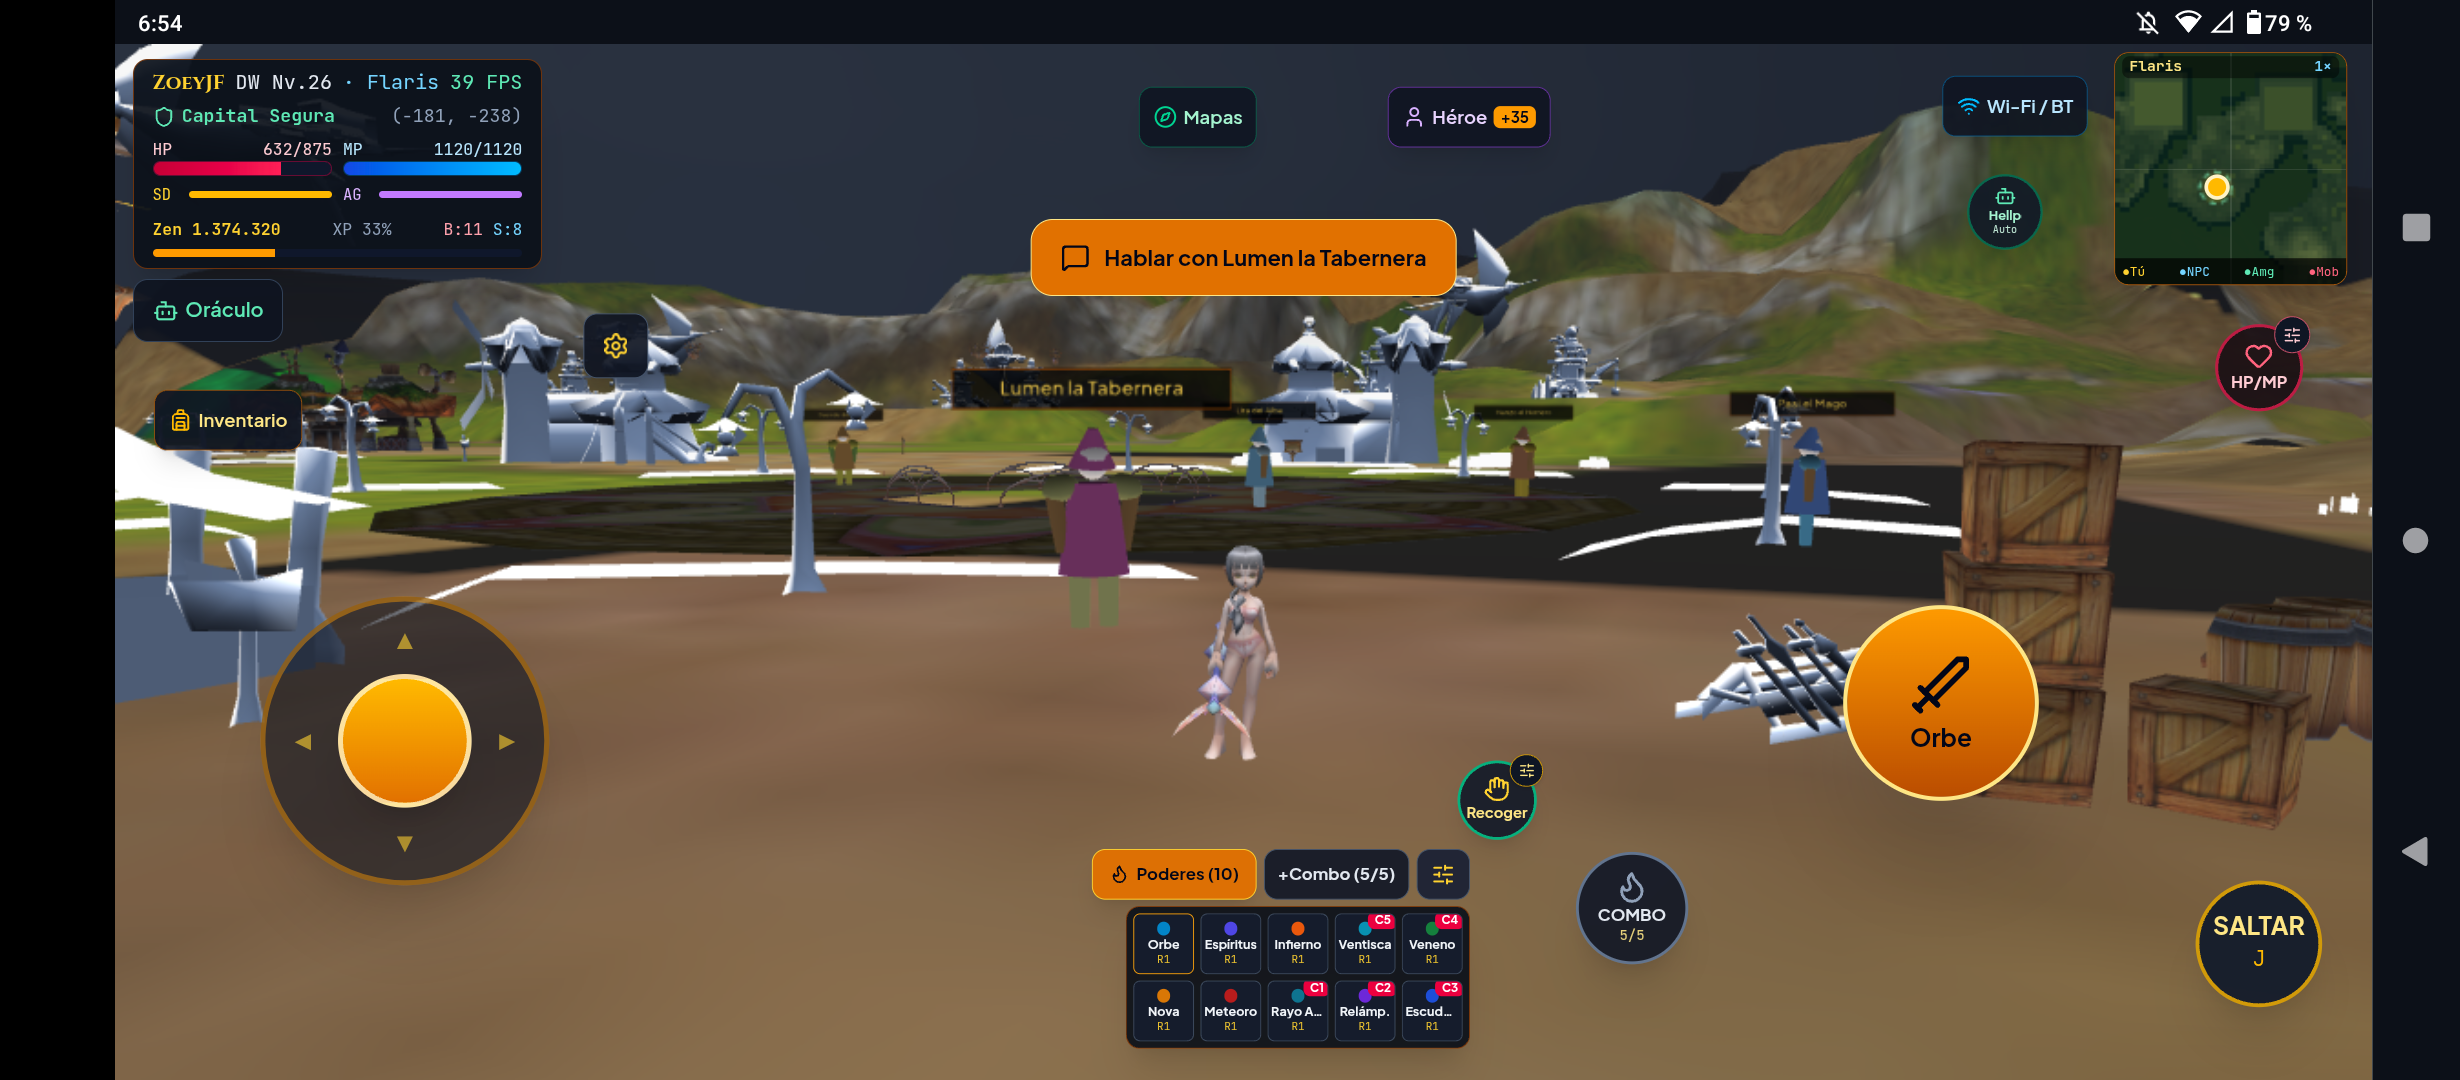 6:54
79 %
ZOEYJF DW Nv.26 · Flaris 39 FPS
Capital Segura (-181, -238)
HP 632/875 MP 1120/1120
SD AG
Zen 1.374.320 XP 33% B:11 S:8
Oráculo
Inventario
Mapas
Héroe +35
Wi-Fi / BT
Flaris 1×
Hellp
Auto
Tú NPC Amg Mob
Hablar con Lumen la Tabernera
HP/MP
Lumen la Tabernera
Mago
Orbe
Recoger
Poderes (10) +Combo (5/5)
COMBO
5/5
SALTAR
J
C5 C4
Orbe Espíritus Infierno Ventisca Veneno
R1 R1 R1 R1 R1
C1 C2 C3
Nova Meteoro Rayo A... Relámp. Escud...
R1 R1 R1 R1 R1